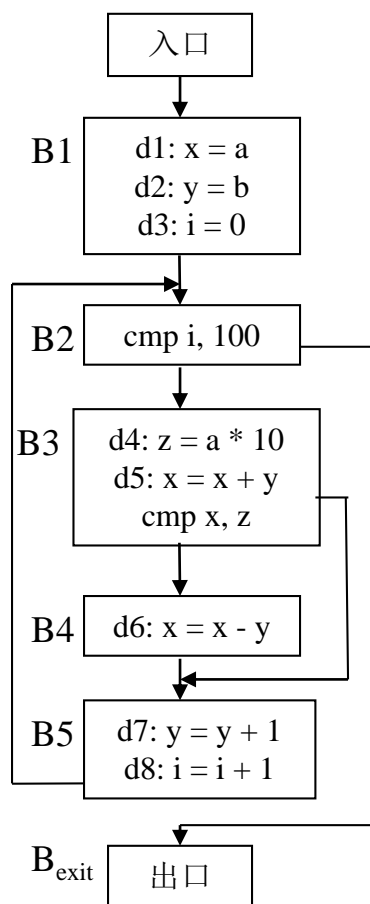 入口
B1
d1: x = a
d2: y = b
d3: i = 0
B2
cmp i, 100
B3
d4: z = a * 10
d5: x = x + y
cmp x, z
B4
d6: x = x - y
B5
d7: y = y + 1
d8: i = i + 1
Bexit
出口